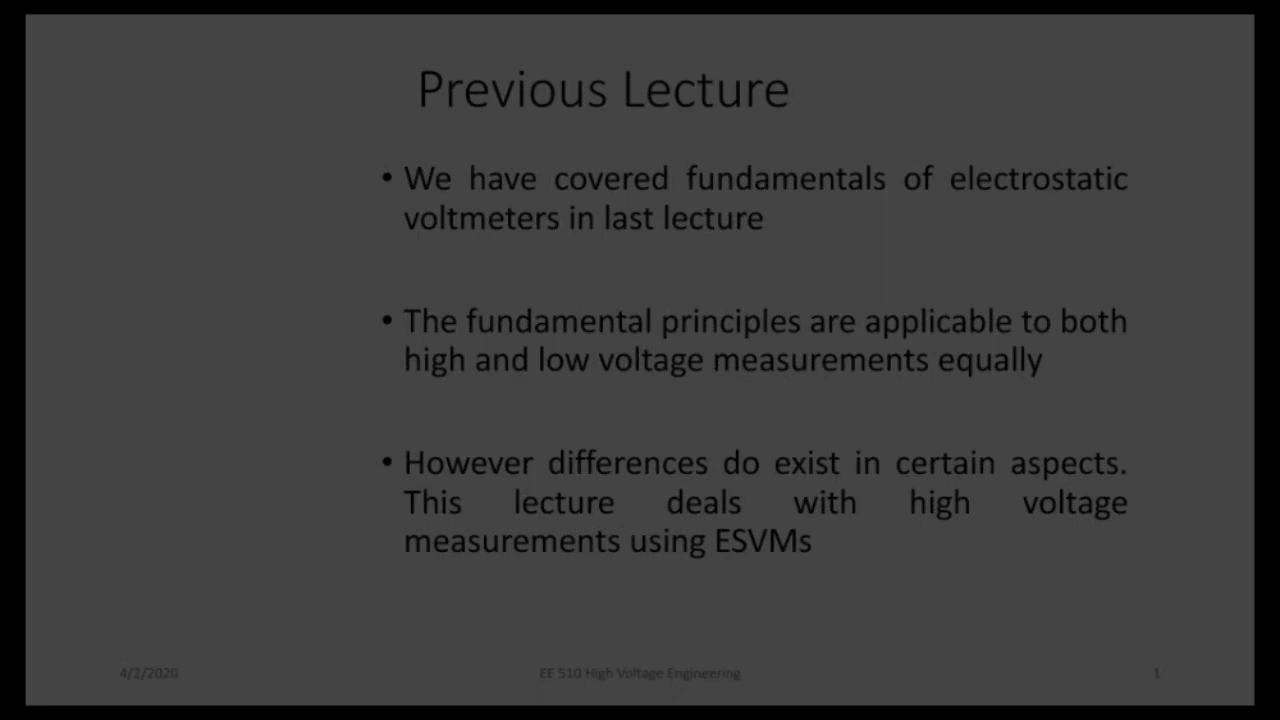 Previous Lecture
• We have covered fundamentals of electrostatic
voltmeters in last lecture
• The fundamental principles are applicable to both
high and low voltage measurements equally
• However differences do exist in certain aspects.
This lecture deals with high voltage
measurements using ESVMs
4/2/2020 EE 510 High Voltage Engineering 1